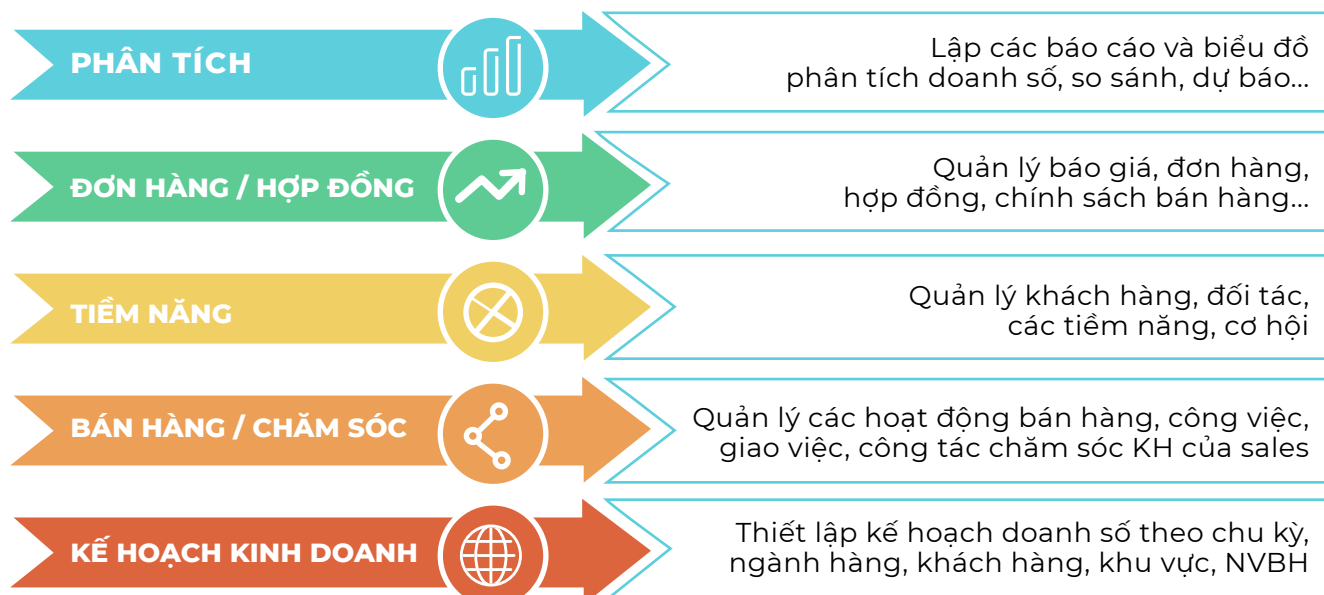 PHÂN TÍCH
Lập các báo cáo và biểu đồ
phân tích doanh số, so sánh, dự báo...
ĐƠN HÀNG / HỢP ĐỒNG
Quản lý báo giá, đơn hàng,
hợp đồng, chính sách bán hàng...
TIỀM NĂNG
Quản lý khách hàng, đối tác,
các tiềm năng, cơ hội
BÁN HÀNG / CHĂM SÓC
Quản lý các hoạt động bán hàng, công việc,
giao việc, công tác chăm sóc KH của sales
KẾ HOẠCH KINH DOANH
Thiết lập kế hoạch doanh số theo chu kỳ,
ngành hàng, khách hàng, khu vực, NVBH